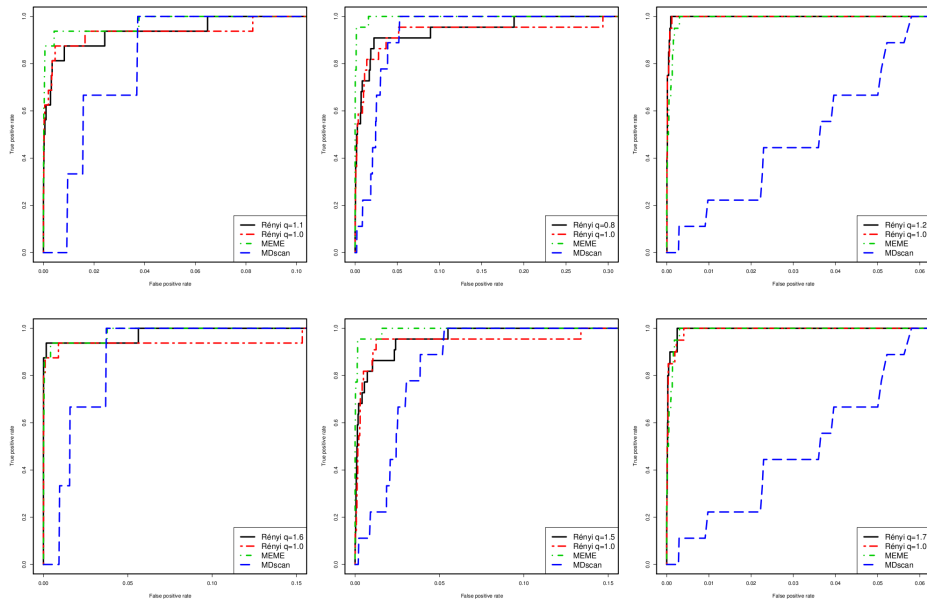 True positive rate
1.0
0.8
0.6
0.4
0.2
0.0
0.00 0.02 0.04 0.06 0.08 0.10
False positive rate
Rényi q=1.1
Rényi q=1.0
MEME
MDscan
True positive rate
1.0
0.8
0.6
0.4
0.2
0.0
0.00 0.05 0.10 0.15 0.20 0.25 0.30
False positive rate
Rényi q=0.8
Rényi q=1.0
MEME
MDscan
True positive rate
1.0
0.8
0.6
0.4
0.2
0.0
0.00 0.01 0.02 0.03 0.04 0.05 0.06
False positive rate
Rényi q=1.2
Rényi q=1.0
MEME
MDscan
True positive rate
1.0
0.8
0.6
0.4
0.2
0.0
0.00 0.05 0.10 0.15
False positive rate
Rényi q=1.6
Rényi q=1.0
MEME
MDscan
True positive rate
1.0
0.8
0.6
0.4
0.2
0.0
0.00 0.05 0.10 0.15
False positive rate
Rényi q=1.5
Rényi q=1.0
MEME
MDscan
True positive rate
1.0
0.8
0.6
0.4
0.2
0.0
0.00 0.01 0.02 0.03 0.04 0.05 0.06
False positive rate
Rényi q=1.7
Rényi q=1.0
MEME
MDscan